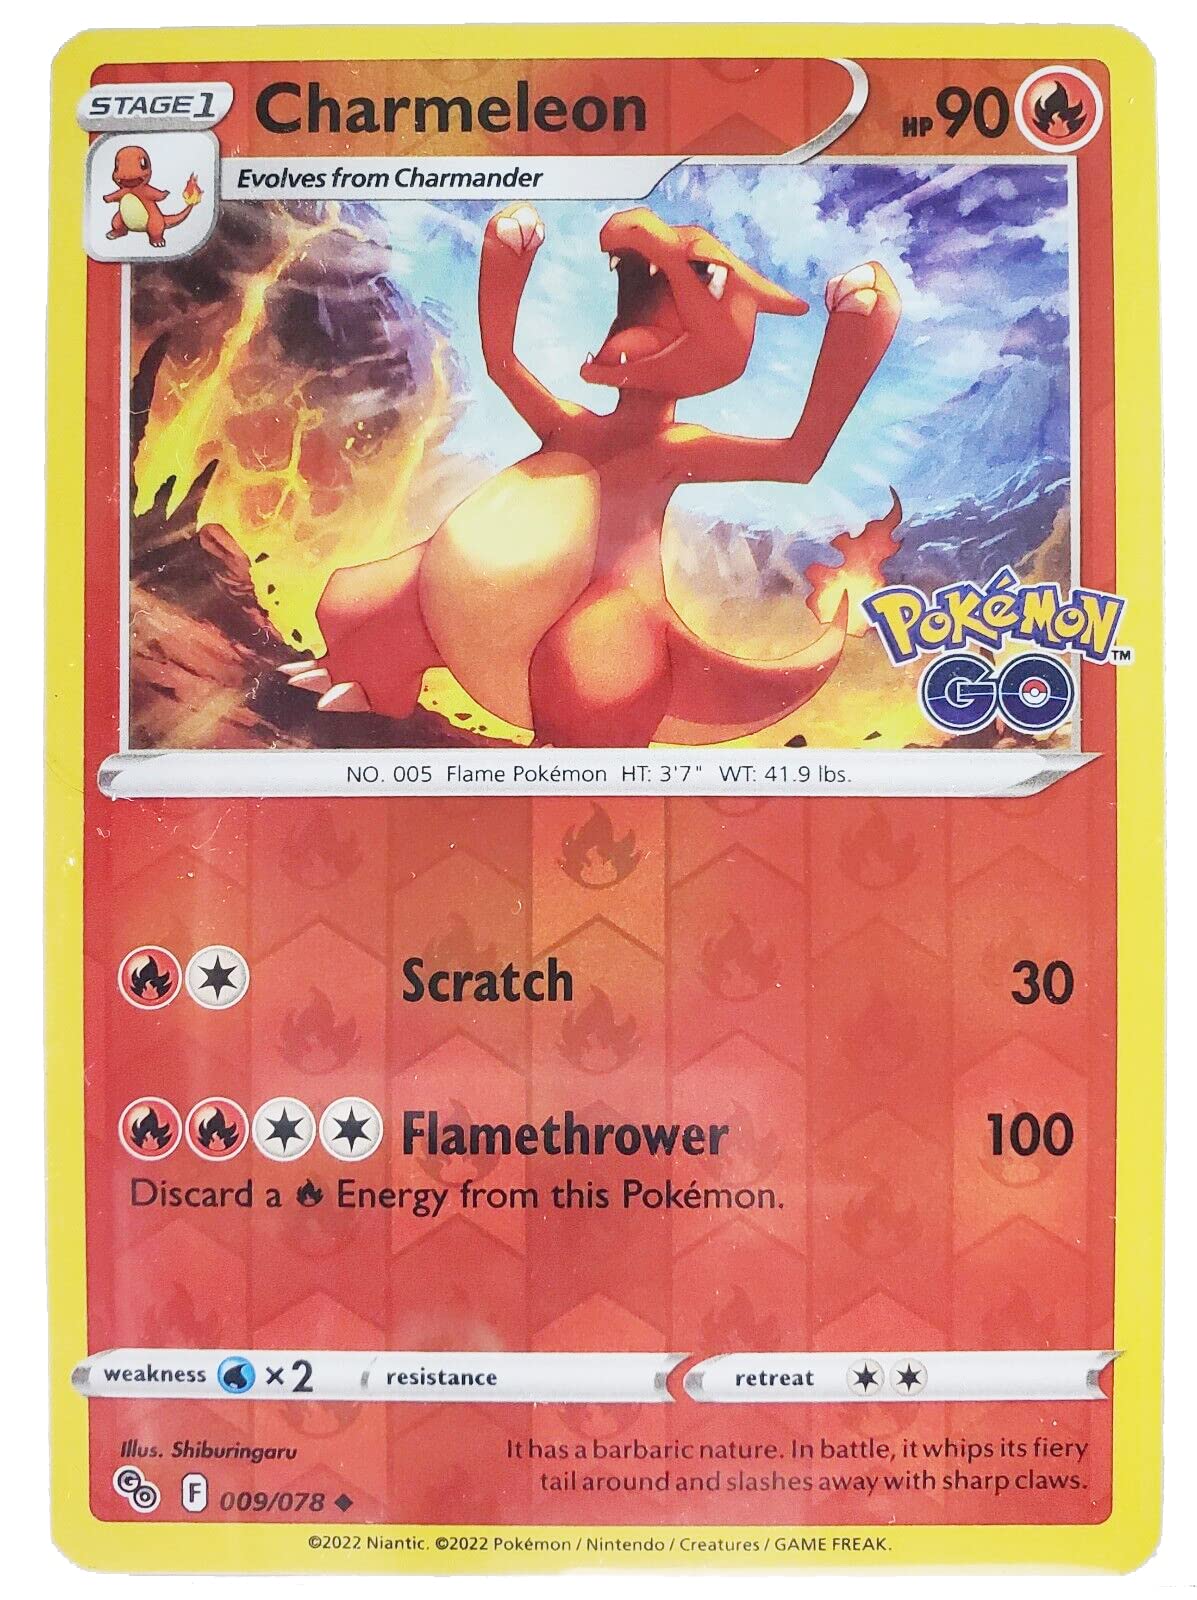 STAGE1
Charmeleon
HP 90
Evolves from Charmander
POKéMON
GO
TM
NO. 005 Flame Pokémon HT: 3'7" WT: 41.9 lbs.
Scratch 30
Flamethrower 100
Discard a Energy from this Pokémon.
weakness ×2 resistance retreat
Illus. Shiburingaru
It has a barbaric nature. In battle, it whips its fiery
tail around and slashes away with sharp claws.
GO F 009/078
©2022 Niantic. ©2022 Pokémon / Nintendo / Creatures / GAME FREAK.